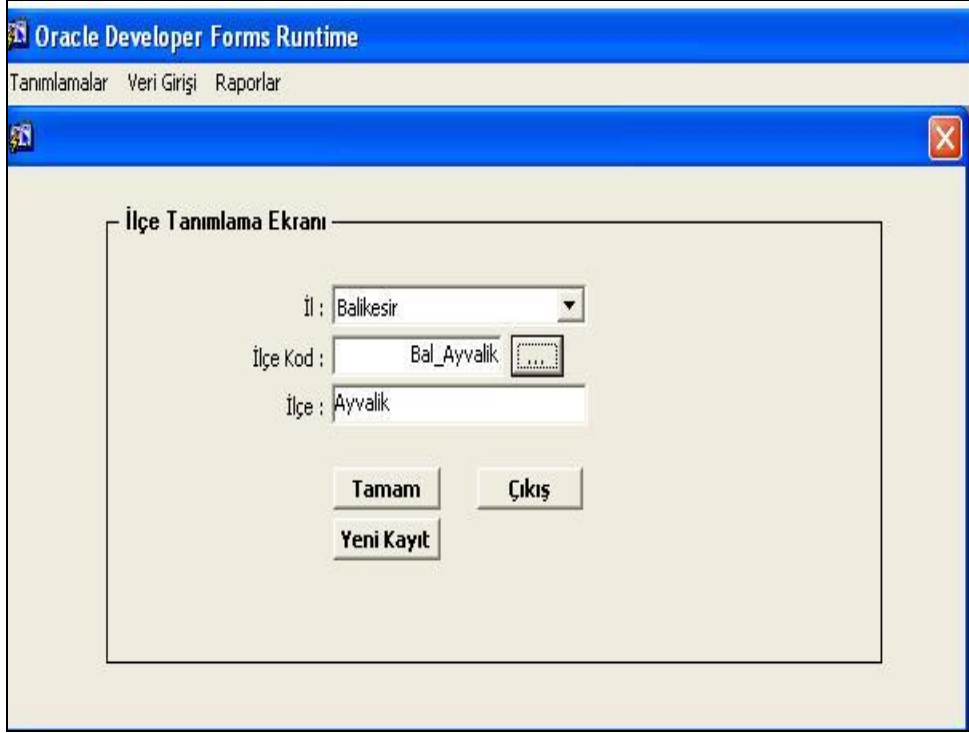 Oracle Developer Forms Runtime
Tanımlamalar Veri Girişi Raporlar
İlçe Tanımlama Ekranı
İl : Balikesir
İlçe Kod : Bal_Ayvalik ...
İlçe : Ayvalik
Tamam Çıkış
Yeni Kayıt